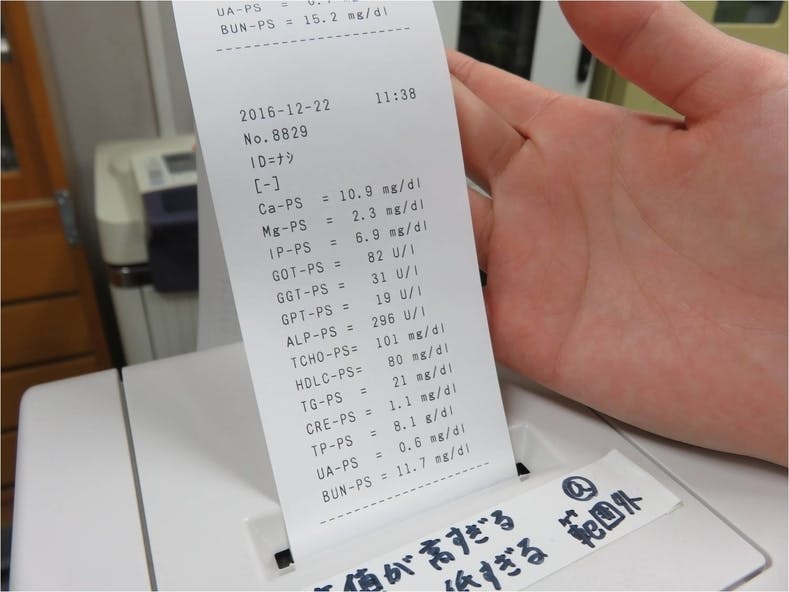 UA-PS =
BUN-PS = 15.2 mg/dl
2016-12-22 11:38
No.8829
ID=ﾅｼ
[-]
Ca-PS = 10.9 mg/dl
Mg-PS = 2.3 mg/dl
IP-PS = 6.9 mg/dl
GOT-PS = 82 U/l
GGT-PS = 31 U/l
GPT-PS = 19 U/l
ALP-PS = 296 U/l
TCHO-PS= 101 mg/dl
HDLC-PS= 80 mg/dl
TG-PS = 21 mg/dl
CRE-PS = 1.1 mg/dl
TP-PS = 8.1 g/dl
UA-PS = 0.6 mg/dl
BUN-PS = 11.7 mg/dl
値が高すぎる
低すぎる
範囲外